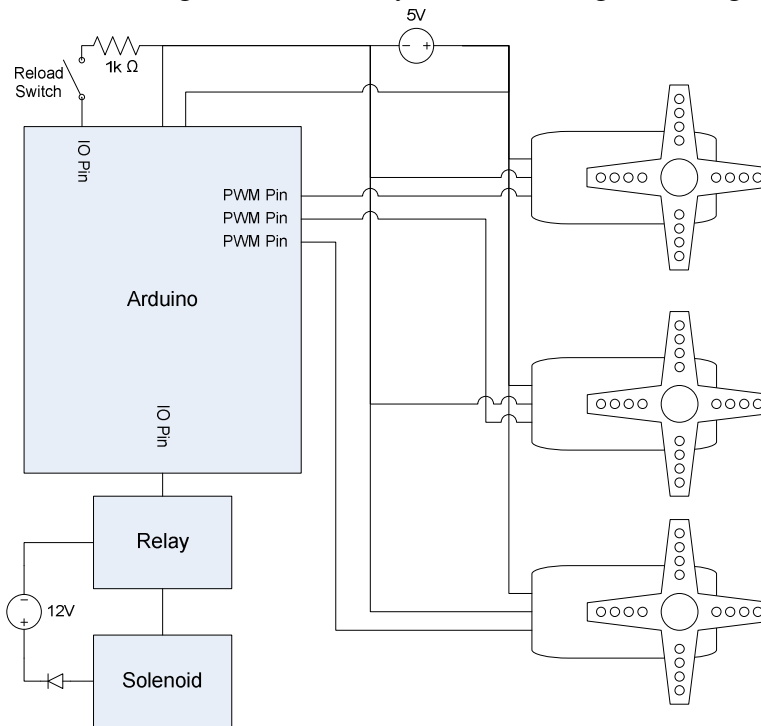 5V
− +
1k Ω
Reload
Switch
IO Pin
PWM Pin
PWM Pin
PWM Pin
Arduino
IO Pin
Relay
−
+
12V
Solenoid